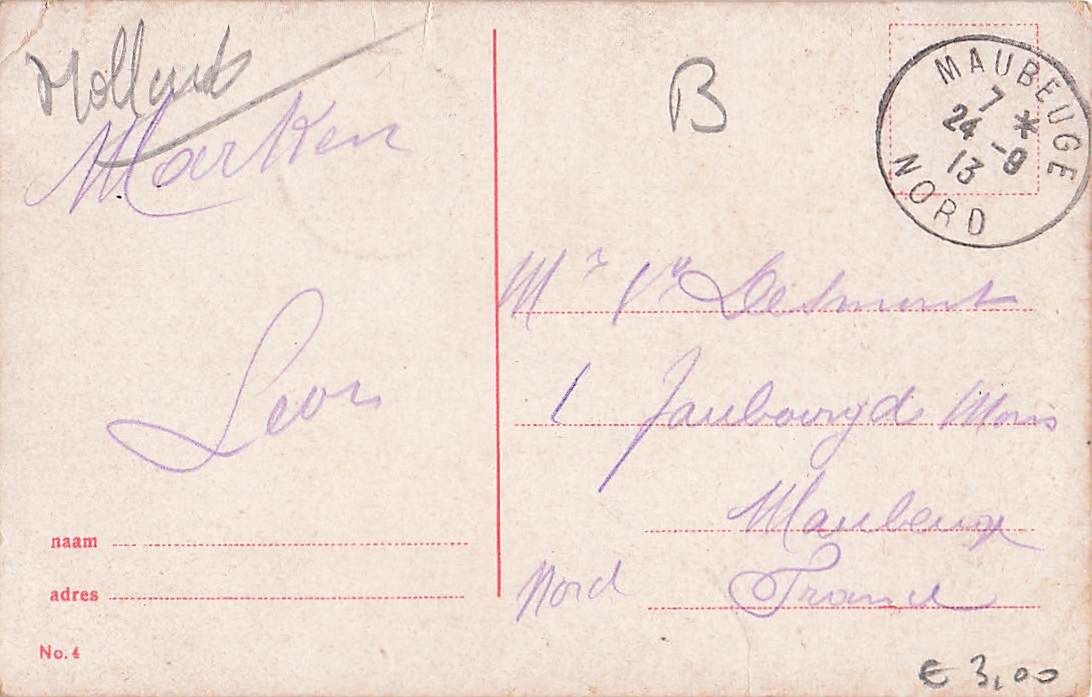 Holland
Marken
Leon
naam
adres
No. 4
B
MAUBEUGE
7 *
24 - 9
13
NORD
Mr Vve Desmont
1 Faubourg d Mons
Maubeuge
Nord France
€ 3,00